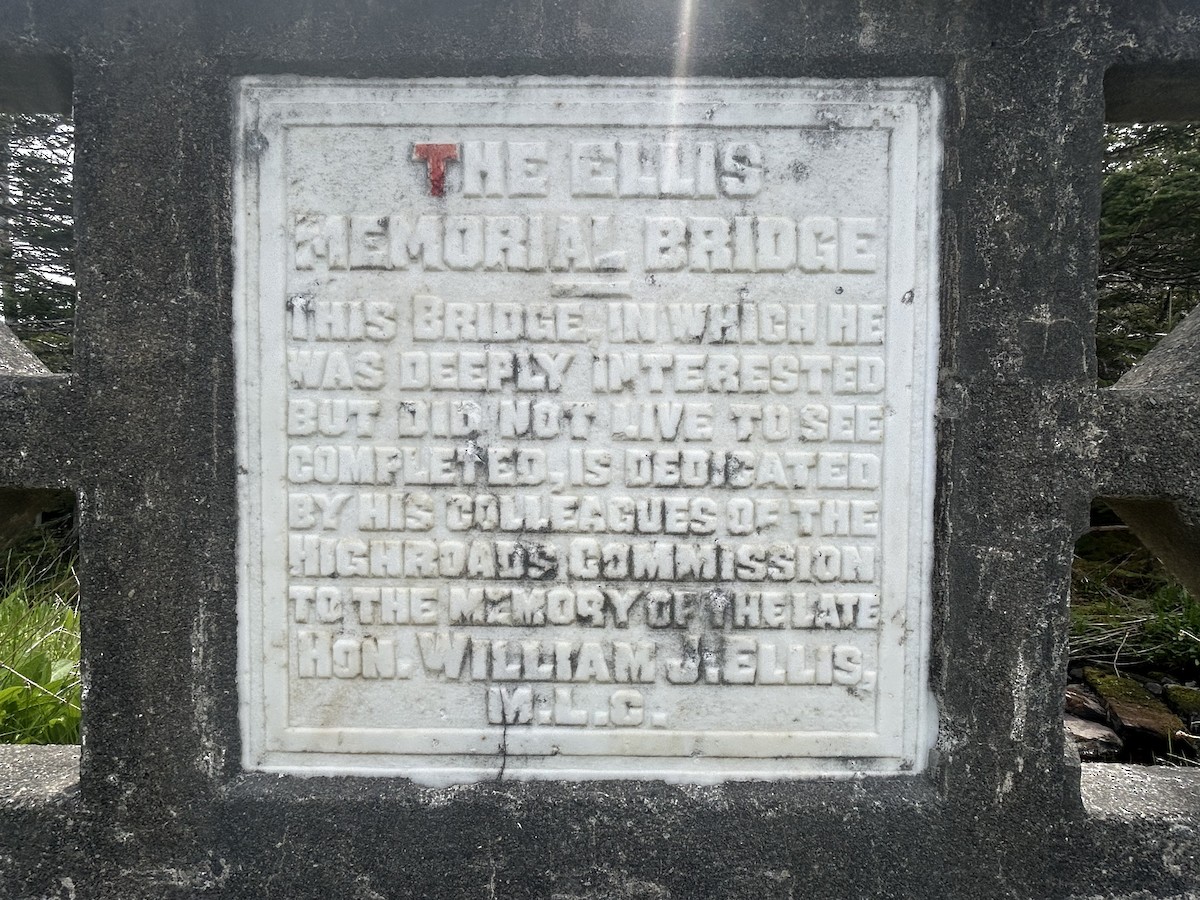 THE ELLIS
MEMORIAL BRIDGE
THIS BRIDGE, IN WHICH HE
WAS DEEPLY INTERESTED
BUT DID NOT LIVE TO SEE
COMPLETED, IS DEDICATED
BY HIS COLLEAGUES OF THE
HIGHROADS COMMISSION
TO THE MEMORY OF THE LATE
HON. WILLIAM J. ELLIS,
M.L.C.